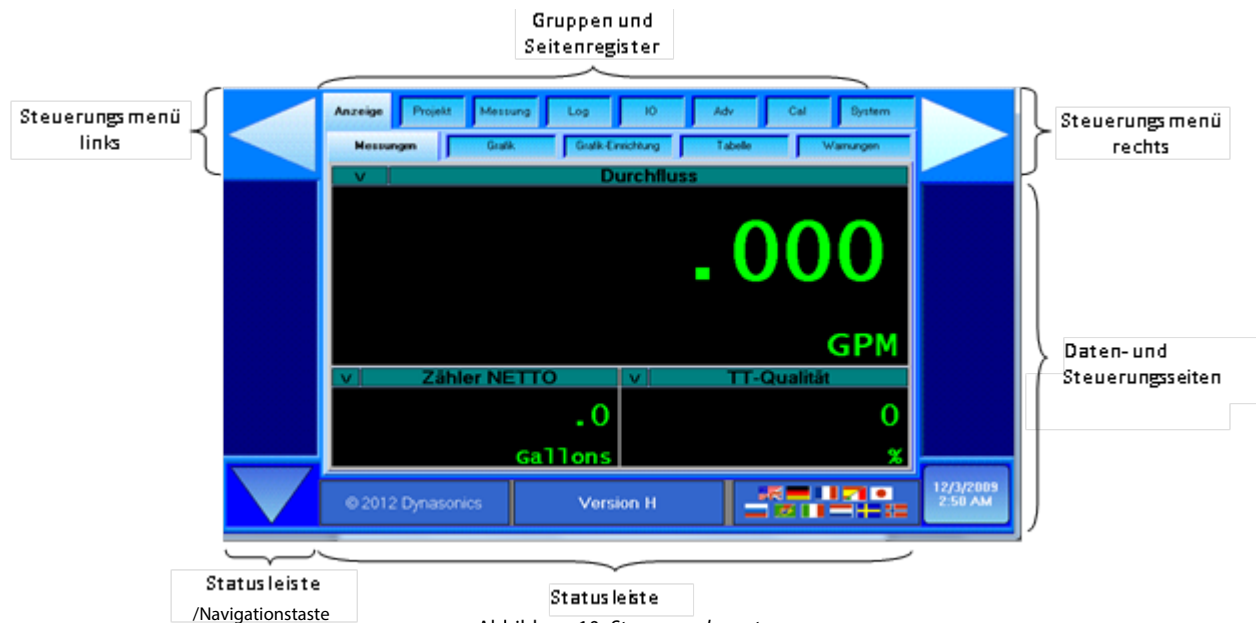 Gruppen und
Seitenregister
Steuerungsmenü
links
Steuerungsmenü
rechts
Anzeige Projekt Messung Log IO Adv Cal System
Messungen Grafik Grafik-Einrichtung Tabelle Warnungen
v Durchfluss
.000
GPM
v Zähler NETTO v TT-Qualität
.0 0
Gallons %
Daten- und
Steuerungsseiten
© 2012 Dynasonics Version H 12/3/2009
2:50 AM
Statusleiste
/Navigationstaste
Statusleiste